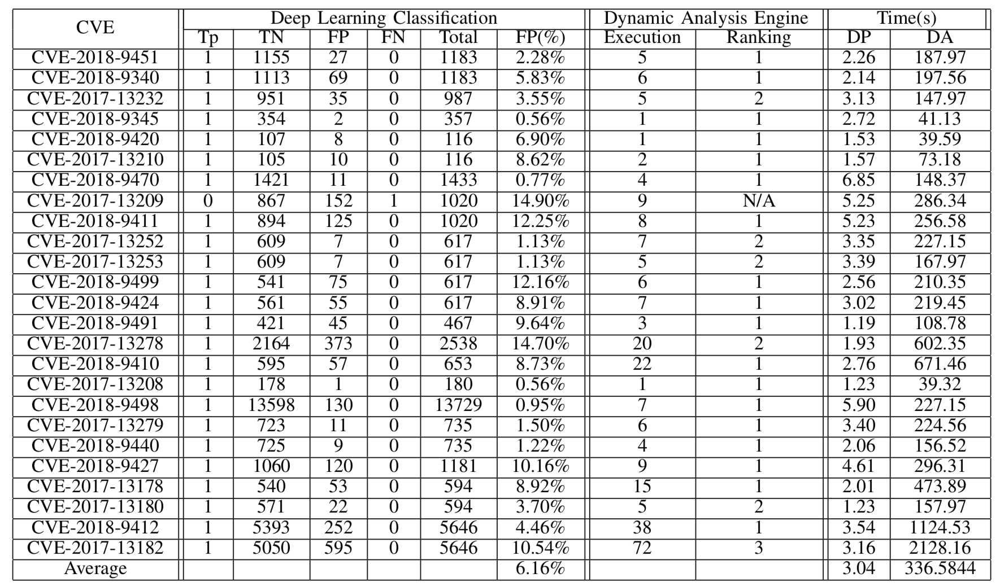 CVE Deep Learning Classification Dynamic Analysis Engine Time(s)
Tp TN FP FN Total FP(%) Execution Ranking DP DA
CVE-2018-9451 1 1155 27 0 1183 2.28% 5 1 2.26 187.97
CVE-2018-9340 1 1113 69 0 1183 5.83% 6 1 2.14 197.56
CVE-2017-13232 1 951 35 0 987 3.55% 5 2 3.13 147.97
CVE-2018-9345 1 354 2 0 357 0.56% 1 1 2.72 41.13
CVE-2018-9420 1 107 8 0 116 6.90% 1 1 1.53 39.59
CVE-2017-13210 1 105 10 0 116 8.62% 2 1 1.57 73.18
CVE-2018-9470 1 1421 11 0 1433 0.77% 4 1 6.85 148.37
CVE-2017-13209 0 867 152 1 1020 14.90% 9 N/A 5.25 286.34
CVE-2018-9411 1 894 125 0 1020 12.25% 8 1 5.23 256.58
CVE-2017-13252 1 609 7 0 617 1.13% 7 2 3.35 227.15
CVE-2017-13253 1 609 7 0 617 1.13% 5 2 3.39 167.97
CVE-2018-9499 1 541 75 0 617 12.16% 6 1 2.56 210.35
CVE-2018-9424 1 561 55 0 617 8.91% 7 1 3.02 219.45
CVE-2018-9491 1 421 45 0 467 9.64% 3 1 1.19 108.78
CVE-2017-13278 1 2164 373 0 2538 14.70% 20 2 1.93 602.35
CVE-2018-9410 1 595 57 0 653 8.73% 22 1 2.76 671.46
CVE-2017-13208 1 178 1 0 180 0.56% 1 1 1.23 39.32
CVE-2018-9498 1 13598 130 0 13729 0.95% 7 1 5.90 227.15
CVE-2017-13279 1 723 11 0 735 1.50% 6 1 3.40 224.56
CVE-2018-9440 1 725 9 0 735 1.22% 4 1 2.06 156.52
CVE-2018-9427 1 1060 120 0 1181 10.16% 9 1 4.61 296.31
CVE-2017-13178 1 540 53 0 594 8.92% 15 1 2.01 473.89
CVE-2017-13180 1 571 22 0 594 3.70% 5 2 1.23 157.97
CVE-2018-9412 1 5393 252 0 5646 4.46% 38 1 3.54 1124.53
CVE-2017-13182 1 5050 595 0 5646 10.54% 72 3 3.16 2128.16
Average 6.16% 3.04 336.5844